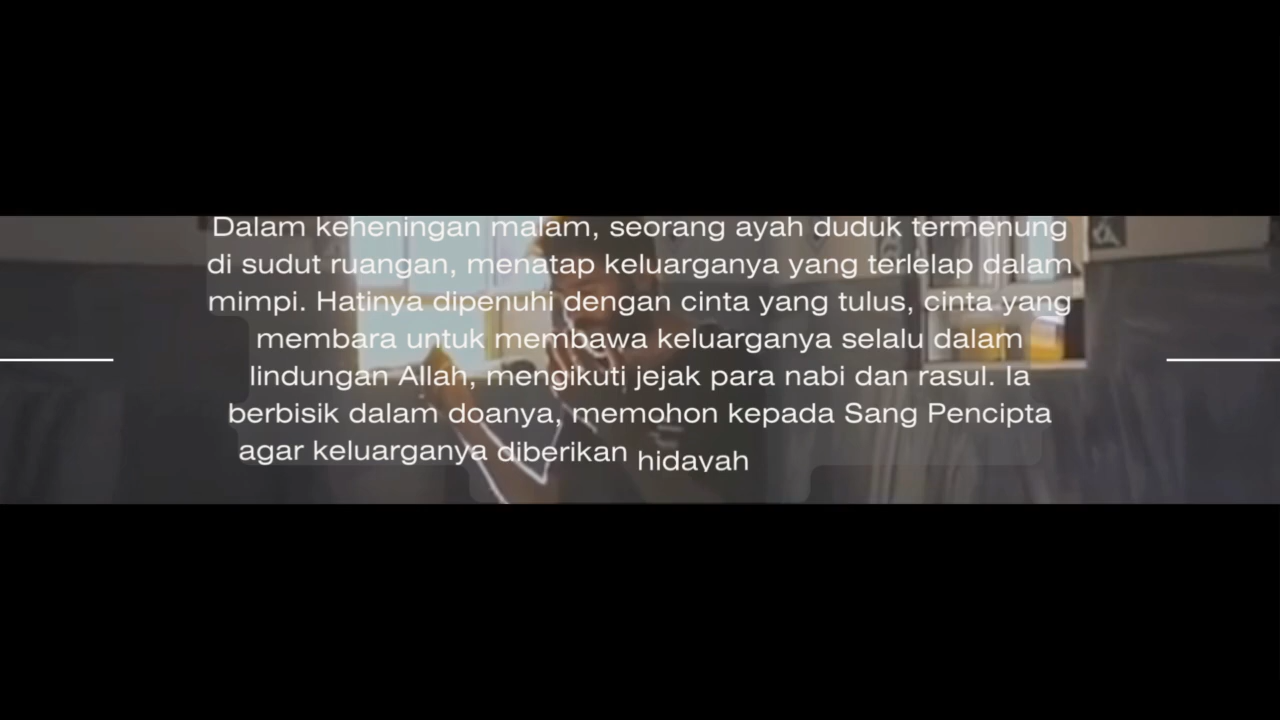 Dalam keheningan malam, seorang ayah duduk termenung
di sudut ruangan, menatap keluarganya yang terlelap dalam
mimpi. Hatinya dipenuhi dengan cinta yang tulus, cinta yang
membara untuk membawa keluarganya selalu dalam
lindungan Allah, mengikuti jejak para nabi dan rasul. Ia
berbisik dalam doanya, memohon kepada Sang Pencipta
agar keluarganya diberikan hidayah